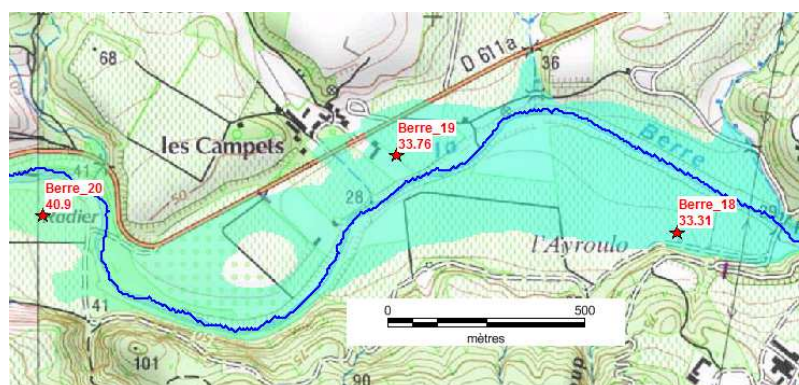 68
D 611a
36
les Campets
Berre_19
33.76
Berre
41
50
Berre_20
40.9
Radier
28
Berre_18
33.31
29
l'Ayroulo
41
0 500
mètres
101
90